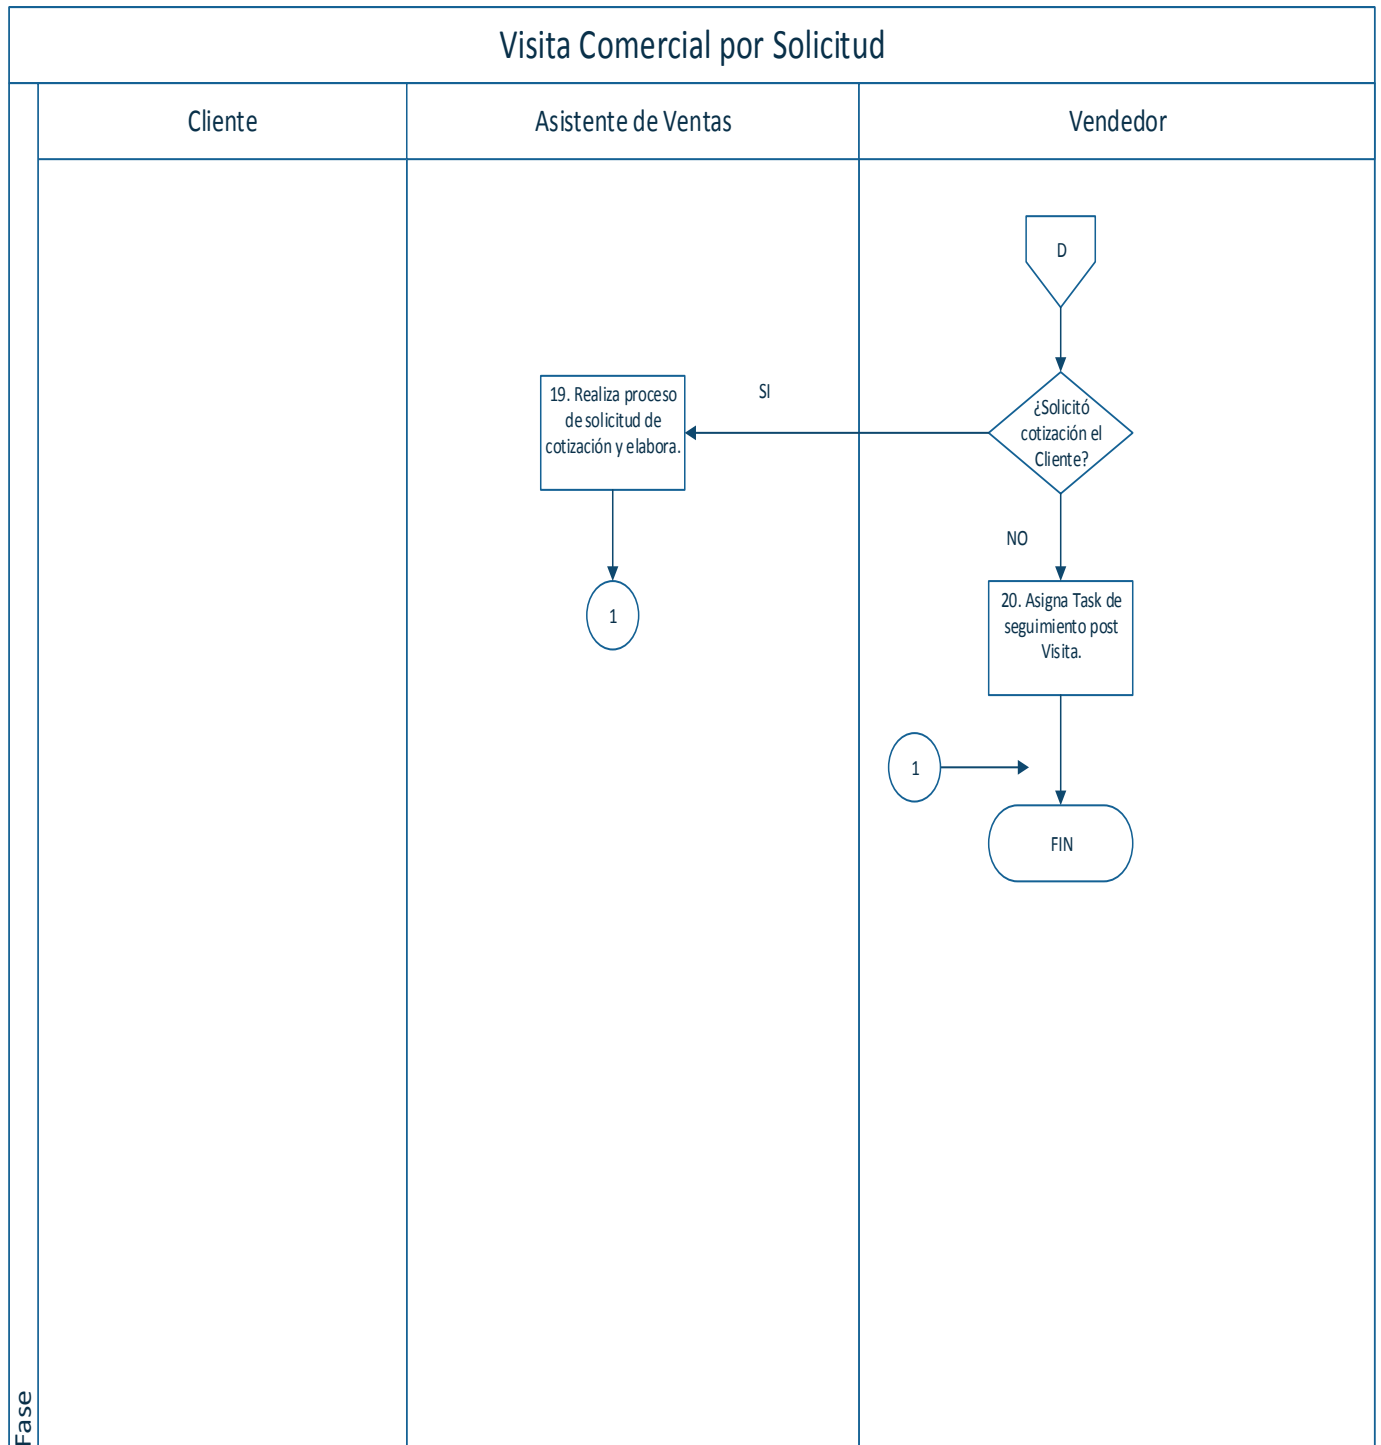 Visita Comercial por Solicitud
Cliente
Asistente de Ventas
Vendedor
D
¿Solicitó
cotización el
Cliente?
SI
19. Realiza proceso
de solicitud de
cotización y elabora.
1
NO
20. Asigna Task de
seguimiento post
Visita.
1
FIN
Fase